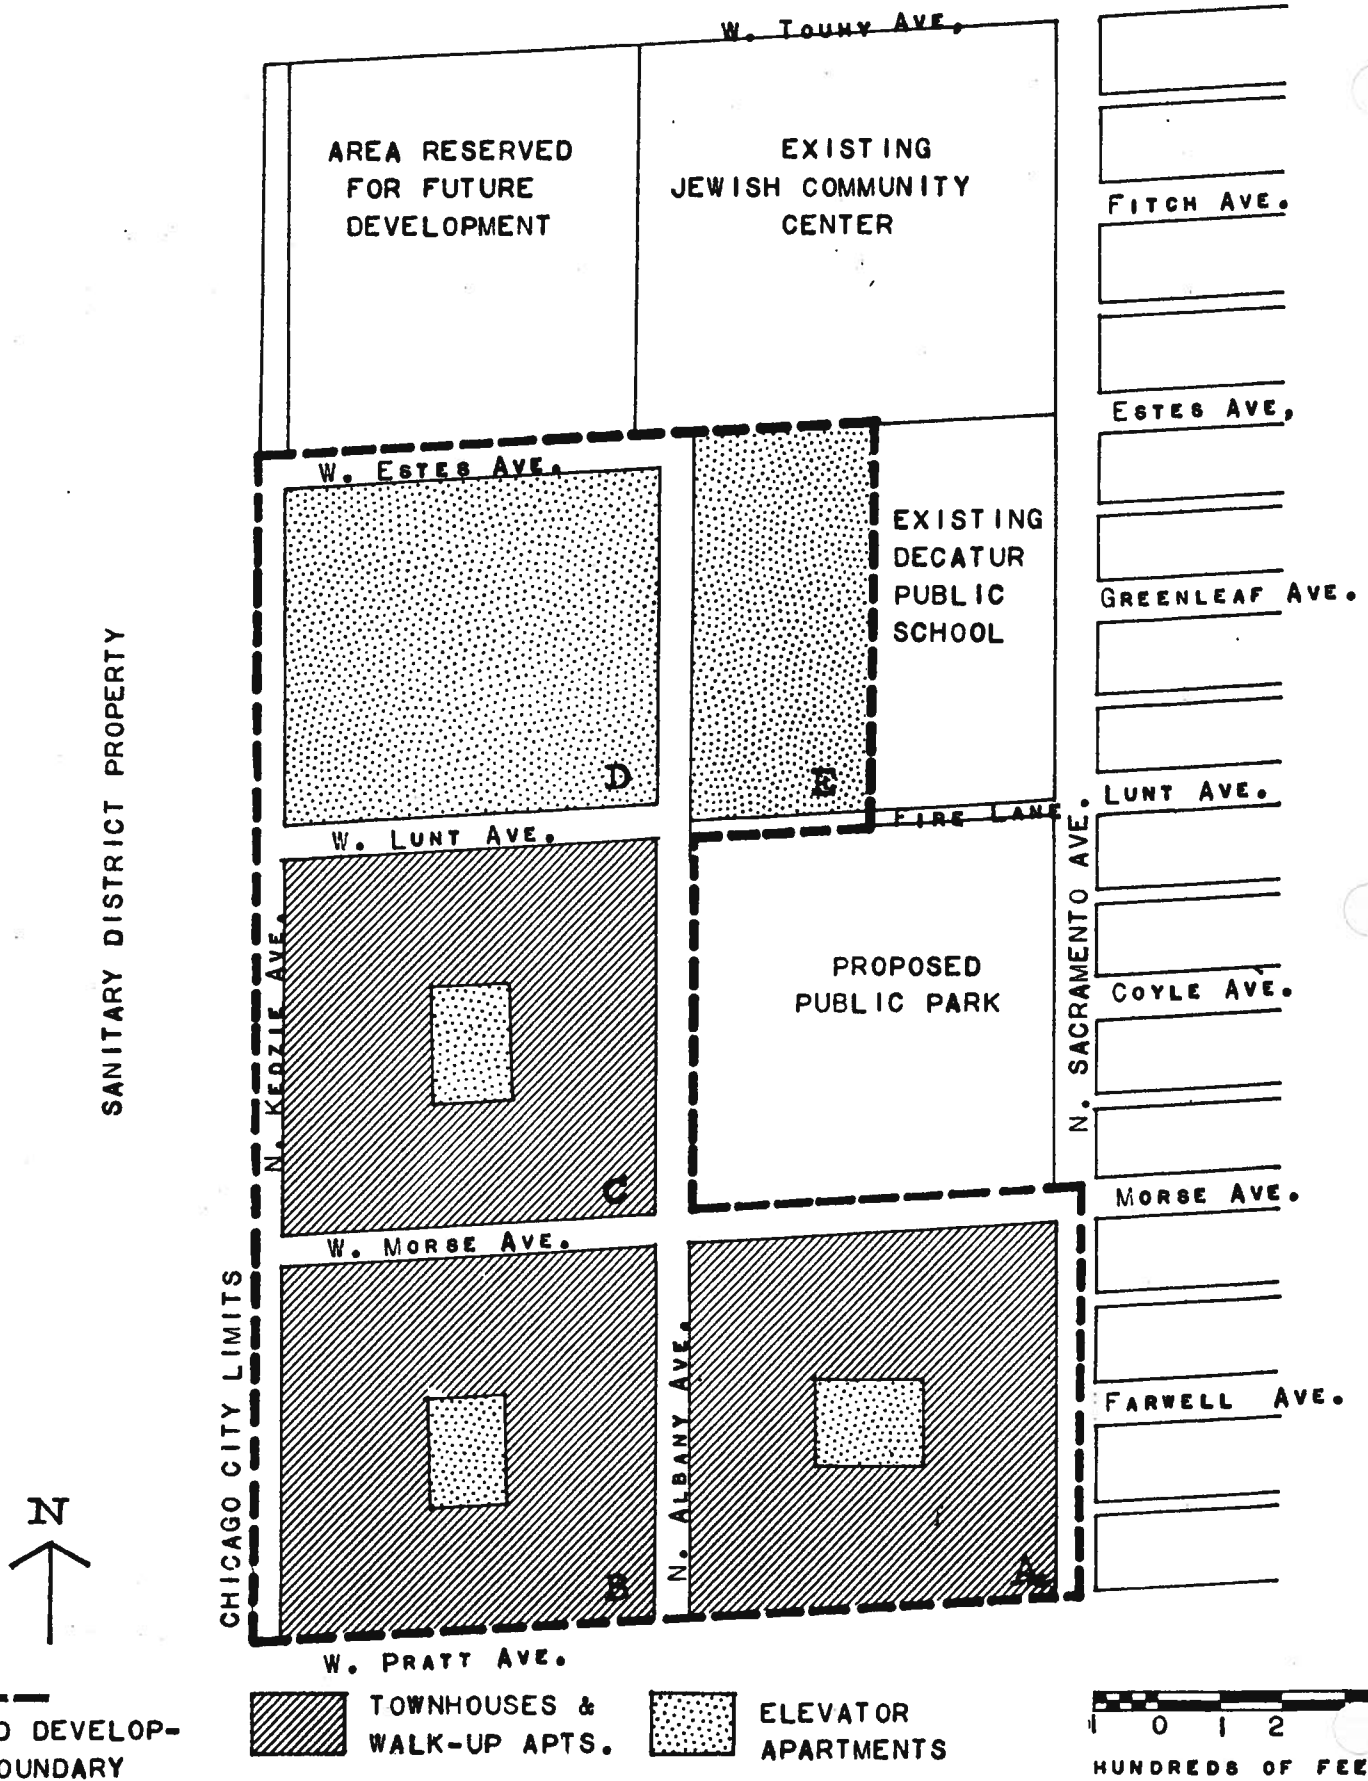 W. TOUHY AVE,
AREA RESERVED
FOR FUTURE
DEVELOPMENT
EXISTING
JEWISH COMMUNITY
CENTER
FITCH AVE.
ESTES AVE,
W. ESTES AVE.
EXISTING
DECATUR
PUBLIC
SCHOOL
GREENLEAF AVE.
SANITARY DISTRICT PROPERTY
D
E
LUNT AVE.
FIRE LANE
W. LUNT AVE.
N. KEDZIE AVE.
N. SACRAMENTO AVE.
PROPOSED
PUBLIC PARK
COYLE AVE.
C
MORSE AVE.
W. MORSE AVE.
CHICAGO CITY LIMITS
N. ALBANY AVE.
FARWELL AVE.
N
B
A
W. PRATT AVE.
D DEVELOP-
OUNDARY
TOWNHOUSES &
WALK-UP APTS.
ELEVATOR
APARTMENTS
1 0 1 2
HUNDREDS OF FEE